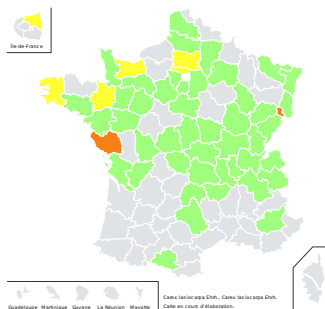 Île-de-France
Guadeloupe Martinique Guyane La Réunion Mayotte
Carex lasiocarpa Ehrh., Carex lasiocarpa Ehrh.
Carte en cours d'élaboration.